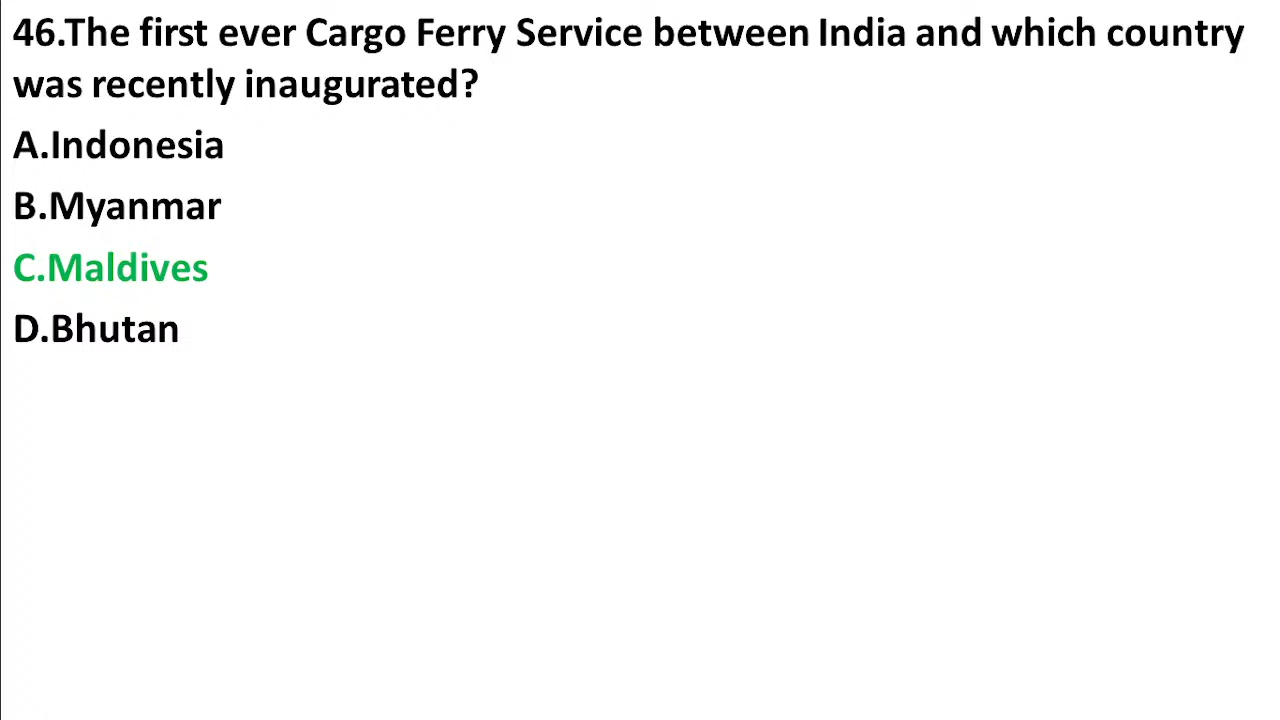 46.The first ever Cargo Ferry Service between India and which country
was recently inaugurated?
A.Indonesia
B.Myanmar
C.Maldives
D.Bhutan